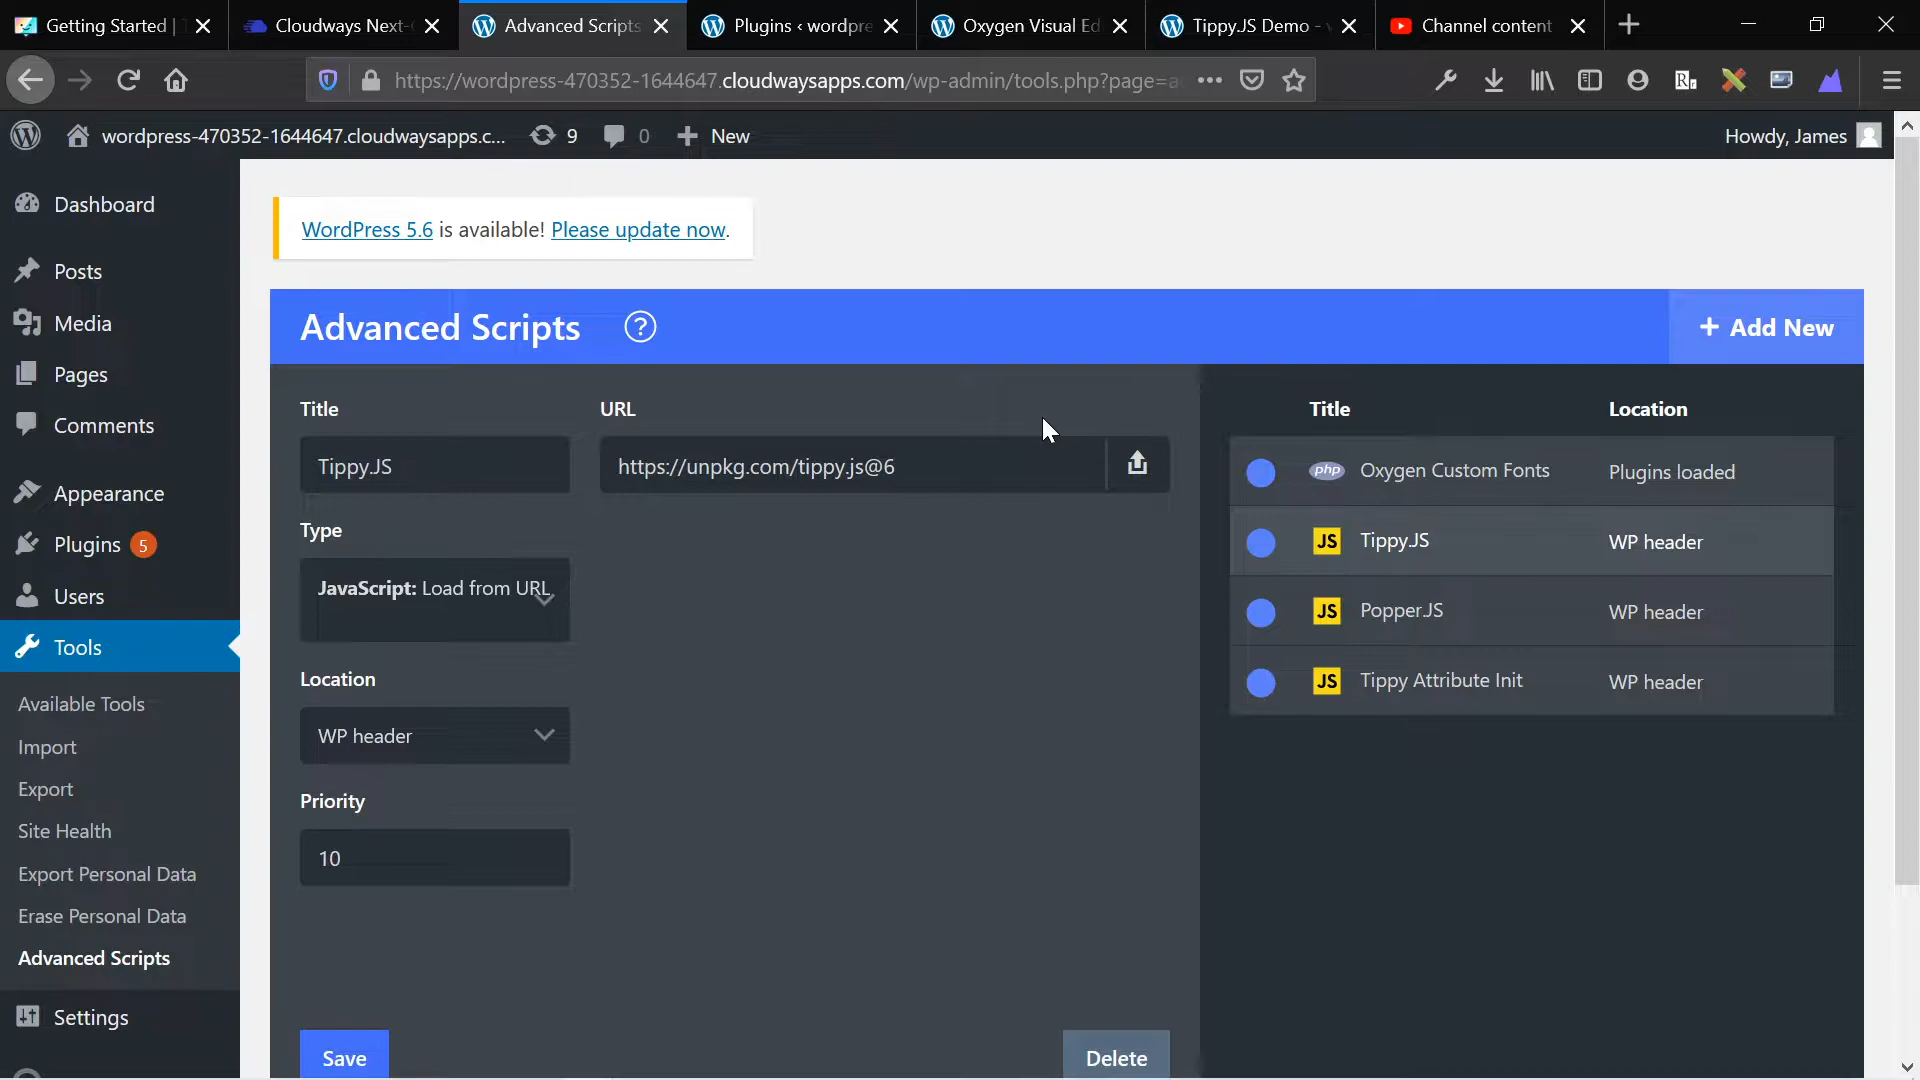 Getting Started |
Cloudways Next-
Advanced Scripts
Plugins ‹ wordpre
Oxygen Visual Ed
Tippy.JS Demo -
Channel content
https://wordpress-470352-1644647.cloudwaysapps.com/wp-admin/tools.php?page=a
wordpress-470352-1644647.cloudwaysapps.c...
9
0
New
Howdy, James
Dashboard
Posts
Media
Pages
Comments
Appearance
Plugins 5
Users
Tools
Available Tools
Import
Export
Site Health
Export Personal Data
Erase Personal Data
Advanced Scripts
Settings
WordPress 5.6 is available! Please update now.
Advanced Scripts ?
+ Add New
Title
Tippy.JS
URL
https://unpkg.com/tippy.js@6
Type
JavaScript: Load from URL
Location
WP header
Priority
10
Save
Delete
Title Location
php Oxygen Custom Fonts Plugins loaded
JS Tippy.JS WP header
JS Popper.JS WP header
JS Tippy Attribute Init WP header